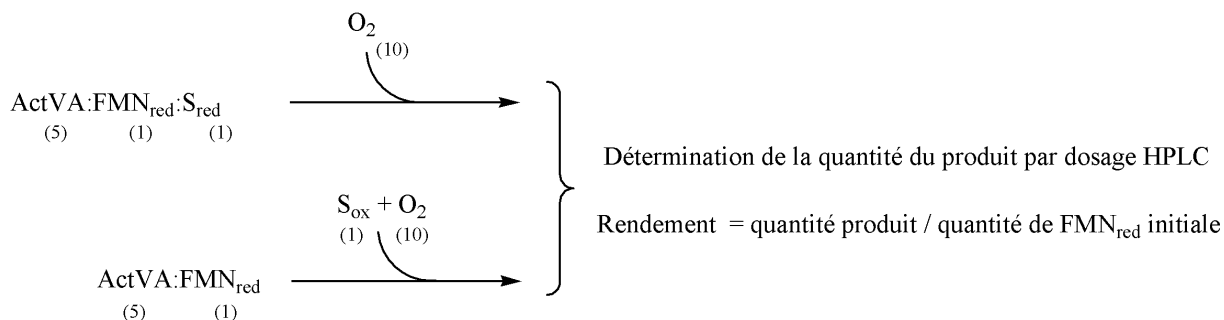 O2
(10)
ActVA:FMNred:Sred
(5) (1) (1)
Détermination de la quantité du produit par dosage HPLC
Sox + O2
(1) (10)
Rendement = quantité produit / quantité de FMNred initiale
ActVA:FMNred
(5) (1)